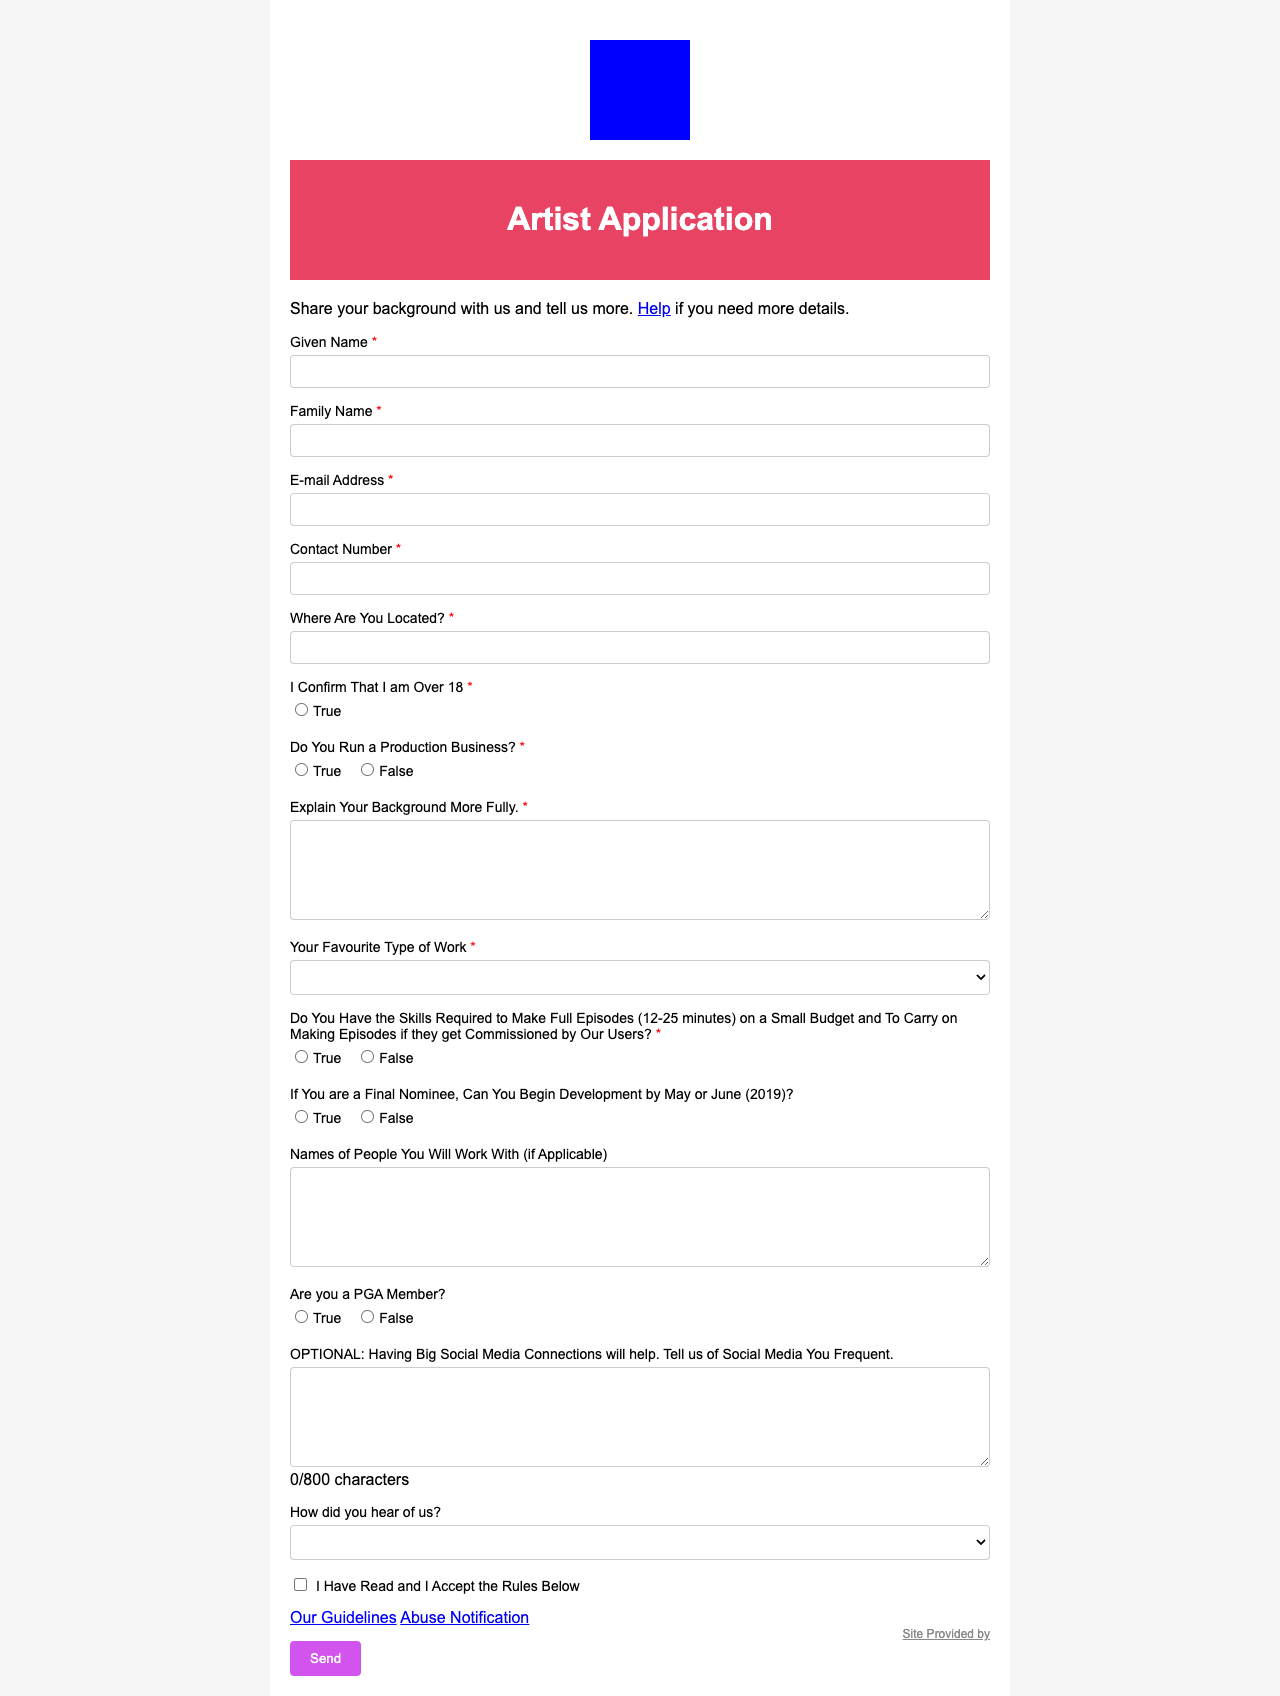 Artist Application
Share your background with us and tell us more. Help if you need more details.
Given Name *
Family Name *
E-mail Address *
Contact Number *
Where Are You Located? *
I Confirm That I am Over 18 *
True
Do You Run a Production Business? *
True False
Explain Your Background More Fully. *
Your Favourite Type of Work *
Do You Have the Skills Required to Make Full Episodes (12-25 minutes) on a Small Budget and To Carry on
Making Episodes if they get Commissioned by Our Users? *
True False
If You are a Final Nominee, Can You Begin Development by May or June (2019)?
True False
Names of People You Will Work With (if Applicable)
Are you a PGA Member?
True False
OPTIONAL: Having Big Social Media Connections will help. Tell us of Social Media You Frequent.
0/800 characters
How did you hear of us?
I Have Read and I Accept the Rules Below
Our Guidelines Abuse Notification
Site Provided by
Send